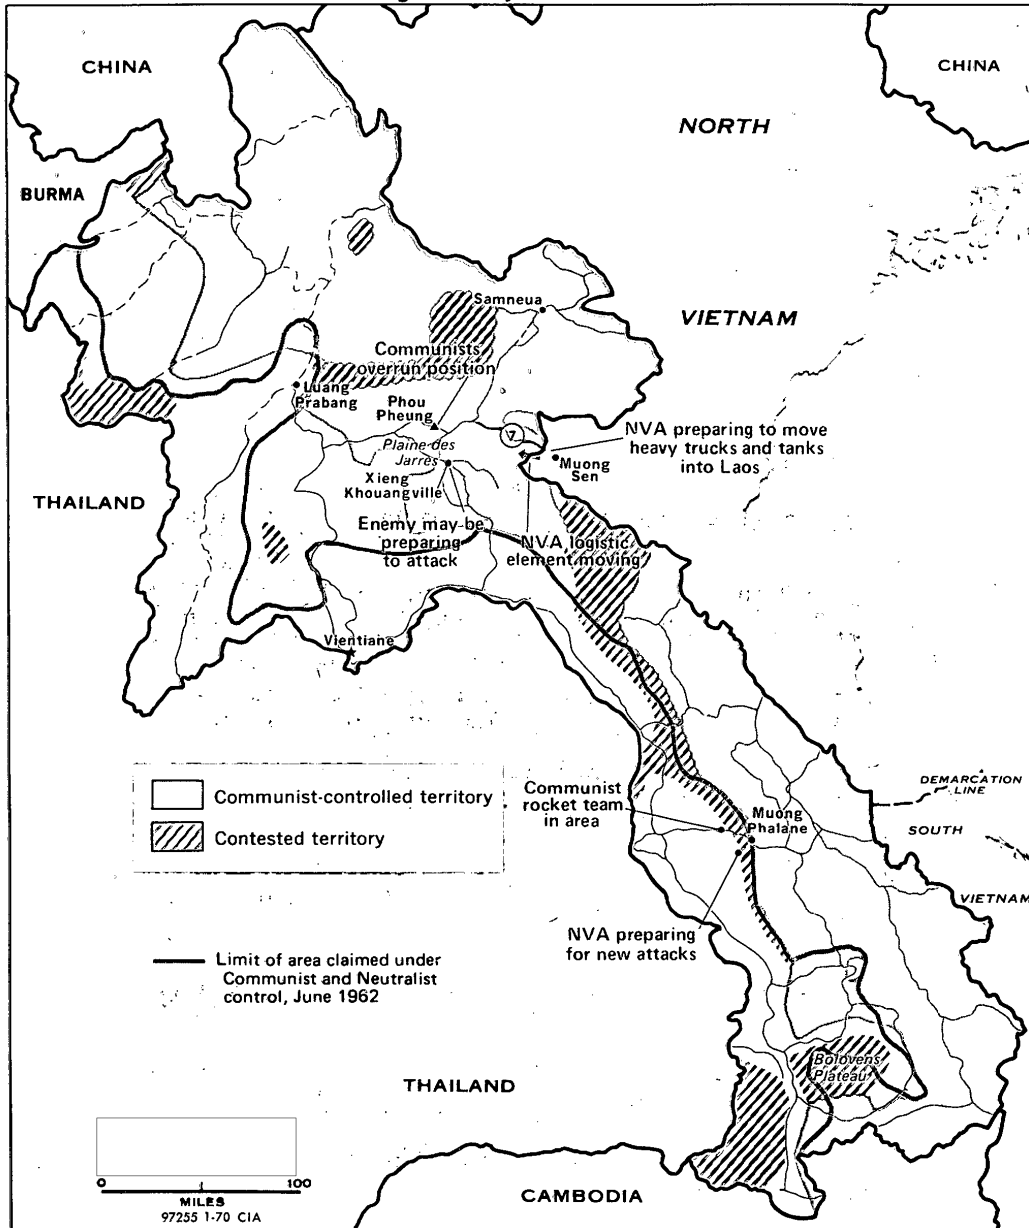 CHINA
CHINA
NORTH
BURMA
Samneua
VIETNAM
Communists
overrun position
Luang
Prabang
Phou
Pheung
7
NVA preparing to move
heavy trucks and tanks
into Laos
Plaine des
Jarres
Muong
Sen
Xieng
Khouangville
THAILAND
Enemy may be
preparing
to attack
NVA logistic
element moving
Vientiane
Communist-controlled territory
Contested territory
Communist
rocket team
in area
Muong
Phalane
DEMARCATION
LINE
SOUTH
VIETNAM
NVA preparing
for new attacks
Limit of area claimed under
Communist and Neutralist
control, June 1962
Bolovens
Plateau
THAILAND
0 100
MILES
97255 1-70 CIA
CAMBODIA